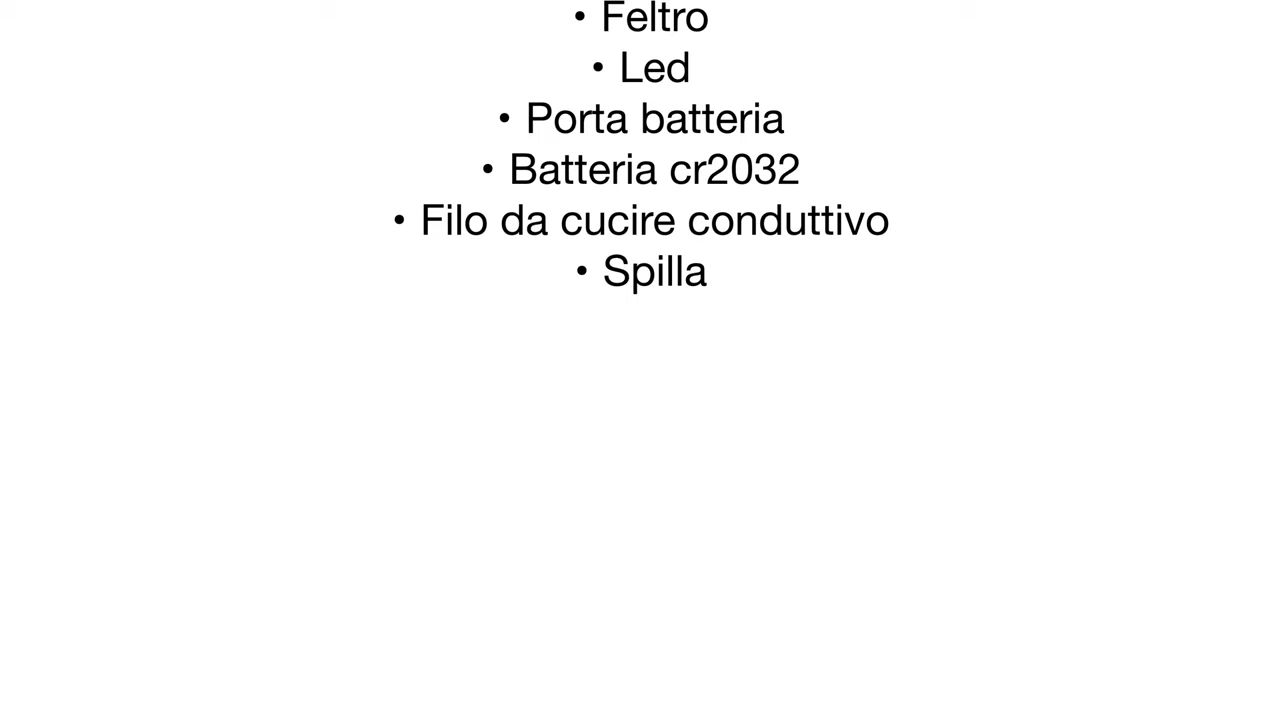 • Feltro
• Led
• Porta batteria
• Batteria cr2032
• Filo da cucire conduttivo
• Spilla